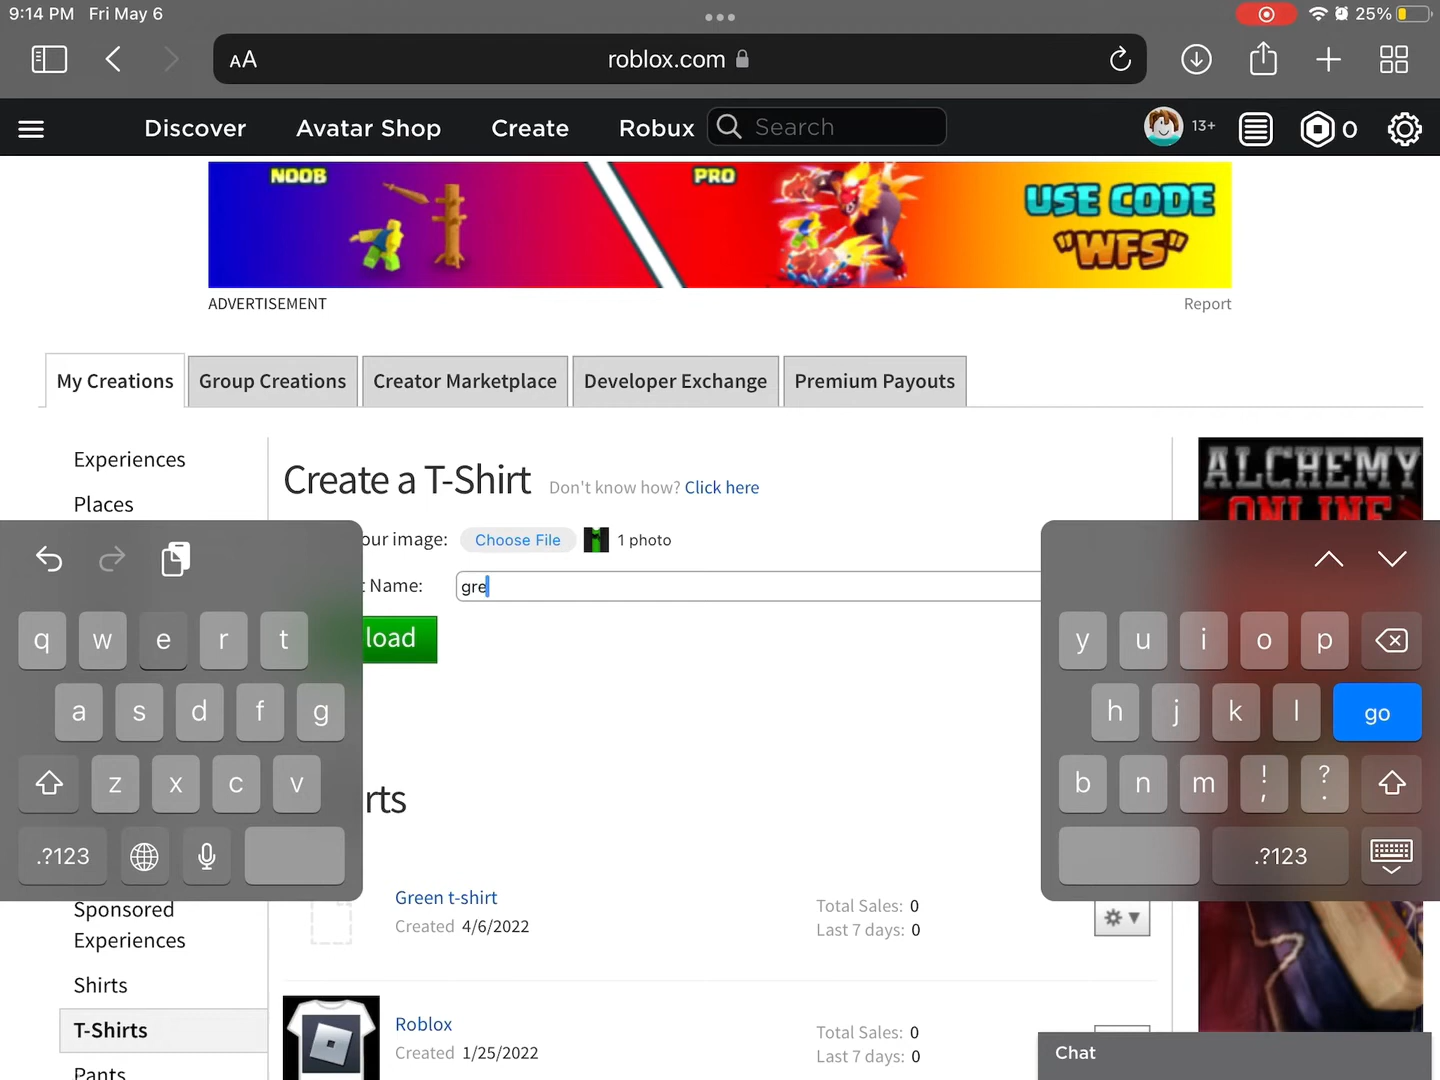 9:14 PM Fri May 6
25%
AA
roblox.com
Discover Avatar Shop Create Robux Search
13+
0
NOOB
PRO
USE CODE
"WFS"
ADVERTISEMENT
Report
My Creations Group Creations Creator Marketplace Developer Exchange Premium Payouts
Experiences
Places
Create a T-Shirt Don't know how? Click here
our image: Choose File 1 photo
Name: gre
load
ALCHEMY
ONLINE
q w e r t
a s d f g
z x c v
.?123
y u i o p
h j k l go
b n m ! , ? .
.?123
rts
Green t-shirt
Created 4/6/2022
Total Sales: 0
Last 7 days: 0
Roblox
Created 1/25/2022
Total Sales: 0
Last 7 days: 0
Sponsored
Experiences
Shirts
T-Shirts
Pants
Chat